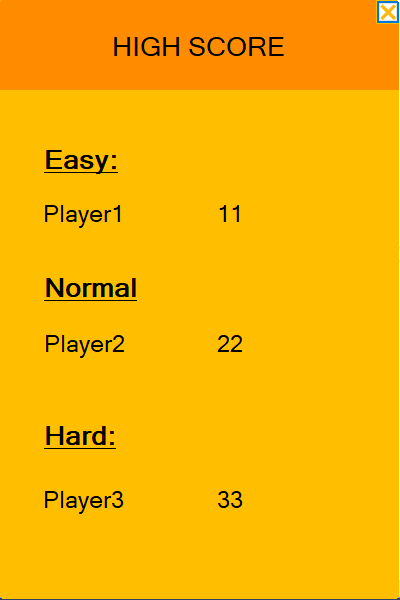 HIGH SCORE
Easy:
Player1 11
Normal
Player2 22
Hard:
Player3 33